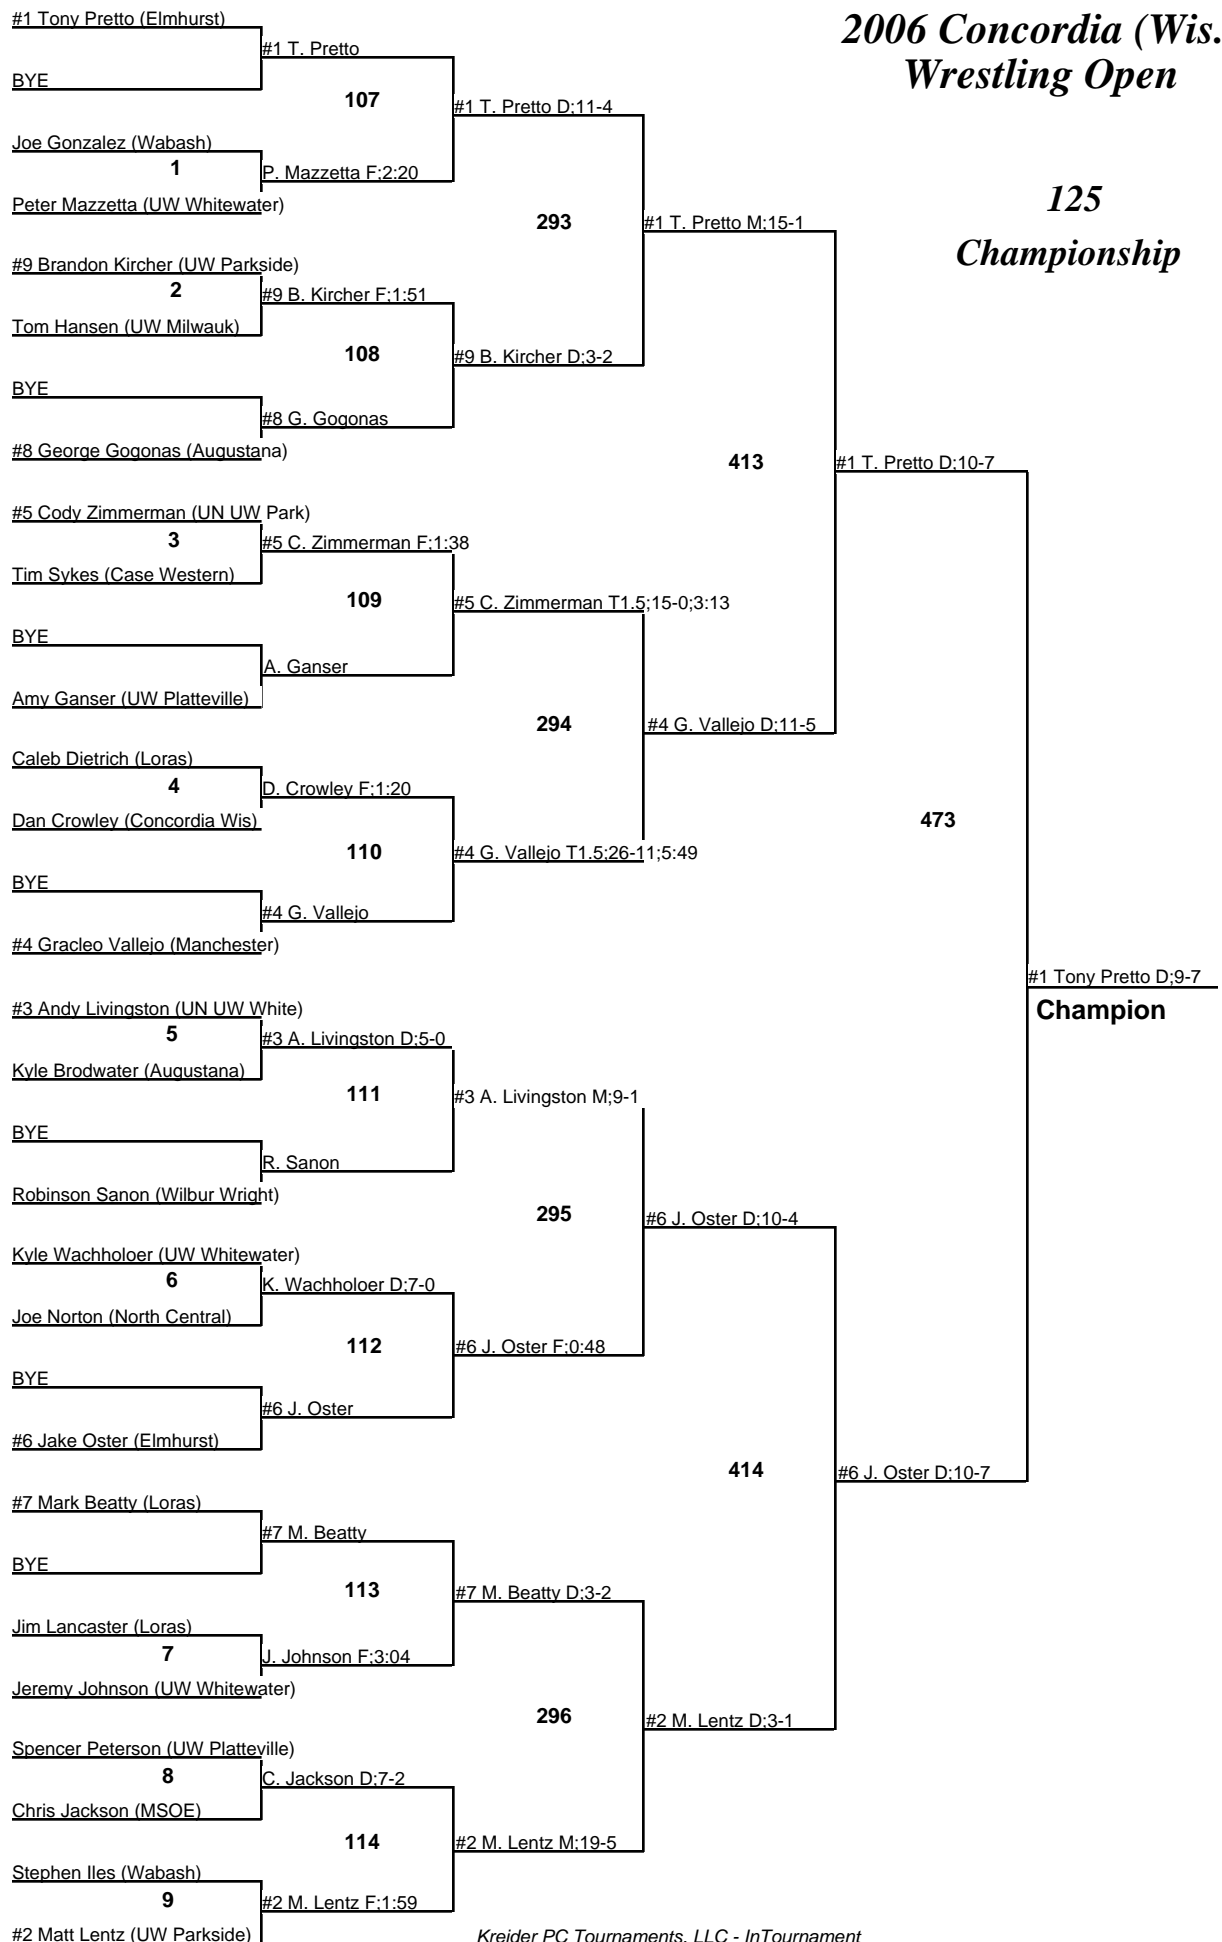 2006 Concordia (Wis.
Wrestling Open
125
Championship
#1 Tony Pretto (Elmhurst)
#1 T. Pretto
BYE
107
#1 T. Pretto D;11-4
Joe Gonzalez (Wabash)
1
P. Mazzetta F;2:20
Peter Mazzetta (UW Whitewater)
293
#1 T. Pretto M;15-1
#9 Brandon Kircher (UW Parkside)
2
#9 B. Kircher F;1:51
Tom Hansen (UW Milwauk)
108
#9 B. Kircher D;3-2
BYE
#8 G. Gogonas
#8 George Gogonas (Augustana)
413
#1 T. Pretto D;10-7
#5 Cody Zimmerman (UN UW Park)
3
#5 C. Zimmerman F;1:38
Tim Sykes (Case Western)
109
#5 C. Zimmerman T1.5;15-0;3:13
BYE
A. Ganser
Amy Ganser (UW Platteville)
294
#4 G. Vallejo D;11-5
Caleb Dietrich (Loras)
4
D. Crowley F;1:20
Dan Crowley (Concordia Wis)
473
110
#4 G. Vallejo T1.5;26-11;5:49
BYE
#4 G. Vallejo
#4 Gracleo Vallejo (Manchester)
#1 Tony Pretto D;9-7
Champion
#3 Andy Livingston (UN UW White)
5
#3 A. Livingston D;5-0
Kyle Brodwater (Augustana)
111
#3 A. Livingston M;9-1
BYE
R. Sanon
Robinson Sanon (Wilbur Wright)
295
#6 J. Oster D;10-4
Kyle Wachholoer (UW Whitewater)
6
K. Wachholoer D;7-0
Joe Norton (North Central)
112
#6 J. Oster F;0:48
BYE
#6 J. Oster
#6 Jake Oster (Elmhurst)
414
#6 J. Oster D;10-7
#7 Mark Beatty (Loras)
#7 M. Beatty
BYE
113
#7 M. Beatty D;3-2
Jim Lancaster (Loras)
7
J. Johnson F;3:04
Jeremy Johnson (UW Whitewater)
296
#2 M. Lentz D;3-1
Spencer Peterson (UW Platteville)
8
C. Jackson D;7-2
Chris Jackson (MSOE)
114
#2 M. Lentz M;19-5
Stephen Iles (Wabash)
9
#2 M. Lentz F;1:59
#2 Matt Lentz (UW Parkside)
Kreider PC Tournaments, LLC - InTournament